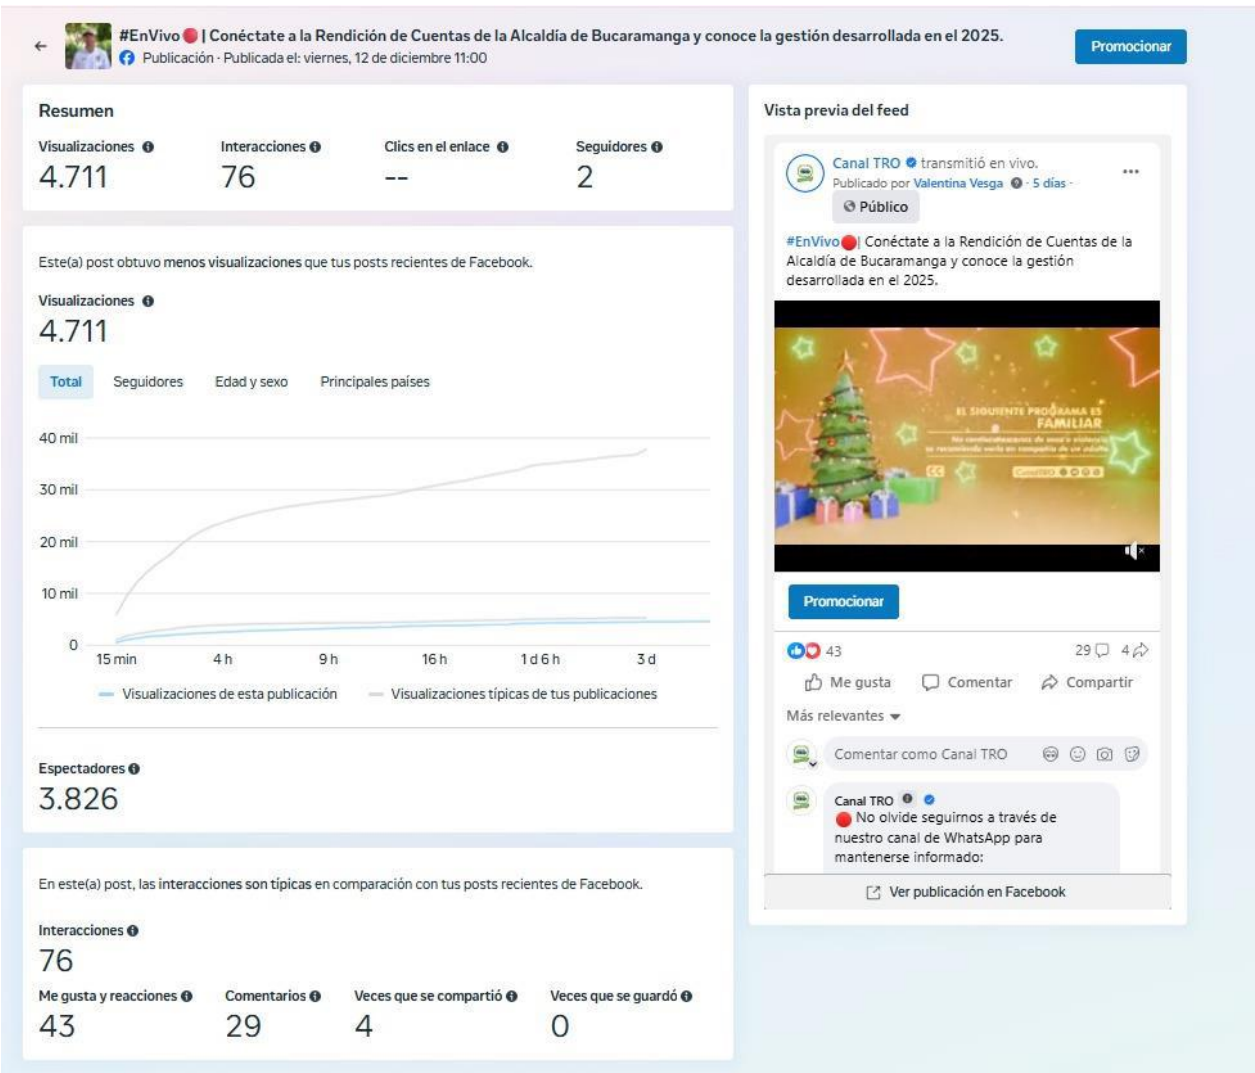 #EnVivo🔴| Conéctate a la Rendición de Cuentas de la Alcaldía de Bucaramanga y conoce la gestión desarrollada en el 2025.
Publicación · Publicada el: viernes, 12 de diciembre 11:00
Promocionar
Resumen
Visualizaciones
4.711
Interacciones
76
Clics en el enlace
--
Seguidores
2
Este(a) post obtuvo menos visualizaciones que tus posts recientes de Facebook.
Visualizaciones
4.711
Total Seguidores Edad y sexo Principales países
40 mil
30 mil
20 mil
10 mil
0
15 min 4 h 9 h 16 h 1 d 6 h 3 d
Visualizaciones de esta publicación Visualizaciones típicas de tus publicaciones
Espectadores
3.826
En este(a) post, las interacciones son típicas en comparación con tus posts recientes de Facebook.
Interacciones
76
Me gusta y reacciones
43
Comentarios
29
Veces que se compartió
4
Veces que se guardó
0
Vista previa del feed
Canal TRO transmitió en vivo.
Publicado por Valentina Vesga · 5 días ·
Público
#EnVivo🔴| Conéctate a la Rendición de Cuentas de la
Alcaldía de Bucaramanga y conoce la gestión
desarrollada en el 2025.
EL SIGUIENTE PROGRAMA ES
FAMILIAR
CC
CanalTRO
Promocionar
43 29 4
Me gusta Comentar Compartir
Más relevantes
Comentar como Canal TRO
Canal TRO
🔴 No olvide seguirnos a través de
nuestro canal de WhatsApp para
mantenerse informado:
Ver publicación en Facebook